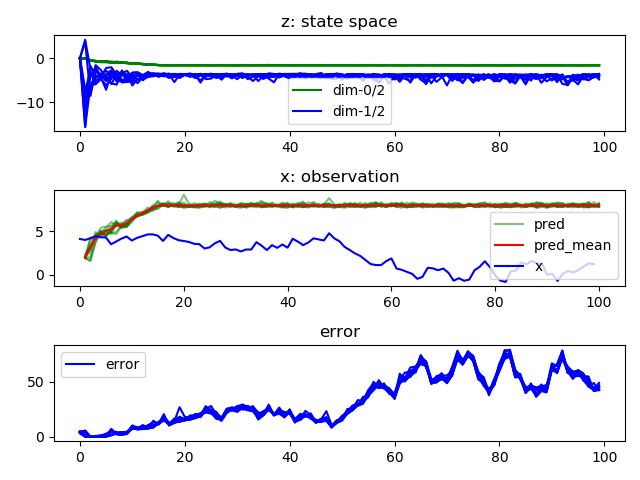 z: state space
0
−10
dim-0/2
dim-1/2
0 20 40 60 80 100
x: observation
5
0
pred
pred_mean
x
0 20 40 60 80 100
error
50
0
error
0 20 40 60 80 100